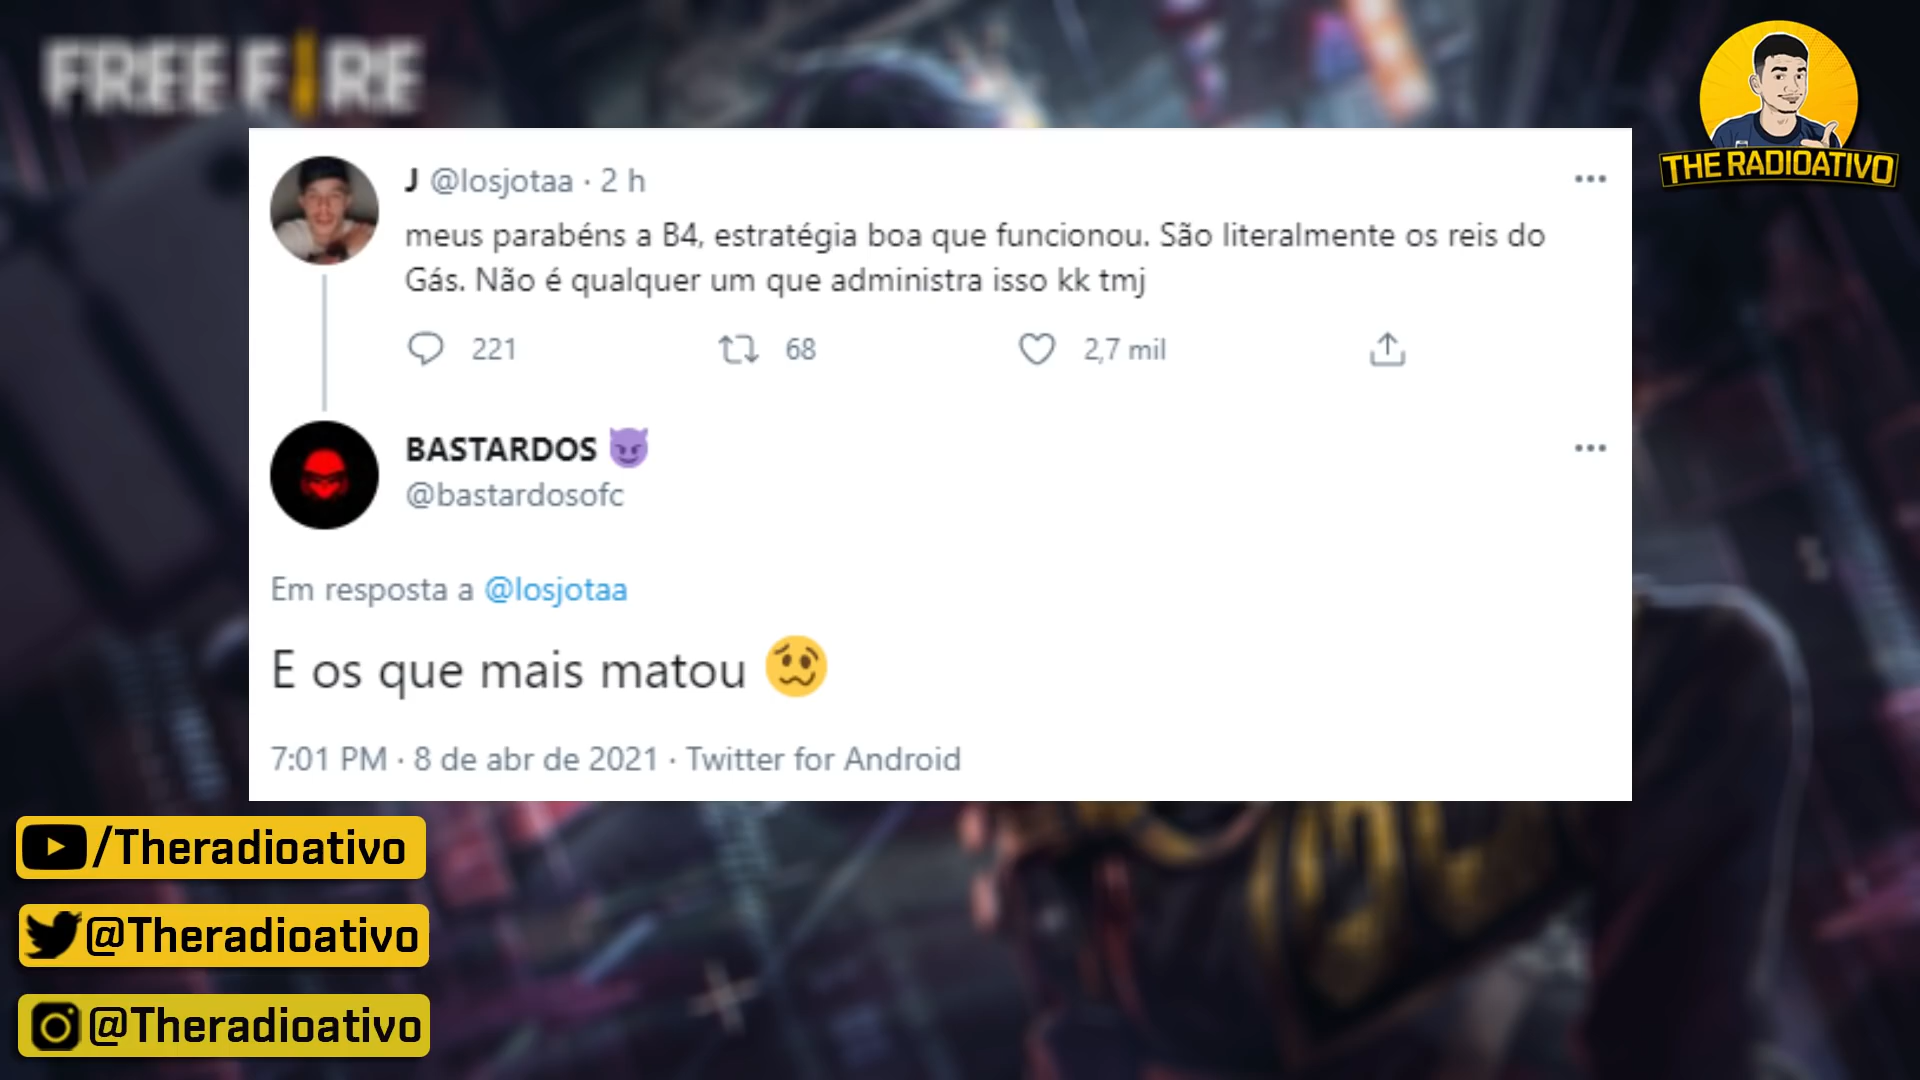 FREE FIRE
THE RADIOATIVO
J @losjotaa · 2 h
meus parabéns a B4, estratégia boa que funcionou. São literalmente os reis do
Gás. Não é qualquer um que administra isso kk tmj
221 68 2,7 mil
BASTARDOS 😈
@bastardosofc
Em resposta a @losjotaa
E os que mais matou 🥴
7:01 PM · 8 de abr de 2021 · Twitter for Android
/Theradioativo
@Theradioativo
@Theradioativo